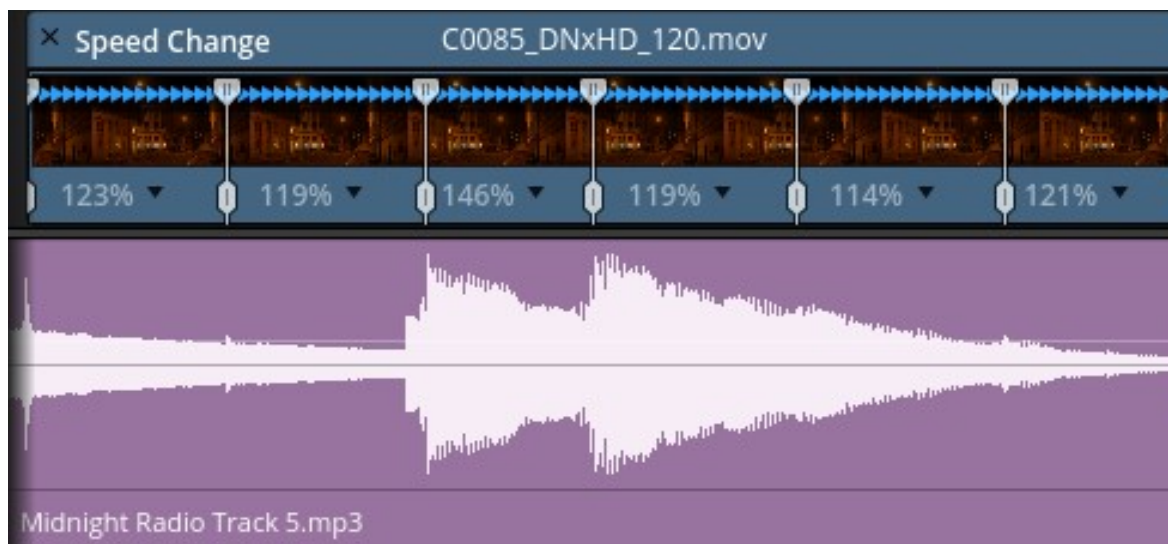 × Speed Change C0085_DNxHD_120.mov
123% ▼ 119% ▼ 146% ▼ 119% ▼ 114% ▼ 121% ▼
Midnight Radio Track 5.mp3